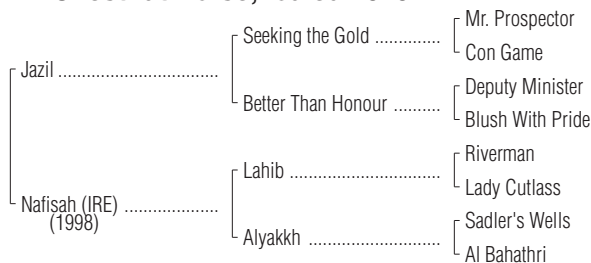 Mr. Prospector
Seeking the Gold ..............
Con Game
Jazil ..................................
Deputy Minister
Better Than Honour ..........
Blush With Pride
Riverman
Lahib ................................
Lady Cutlass
Nafisah (IRE) ....................
(1998)
Sadler's Wells
Alyakkh ............................
Al Bahathri